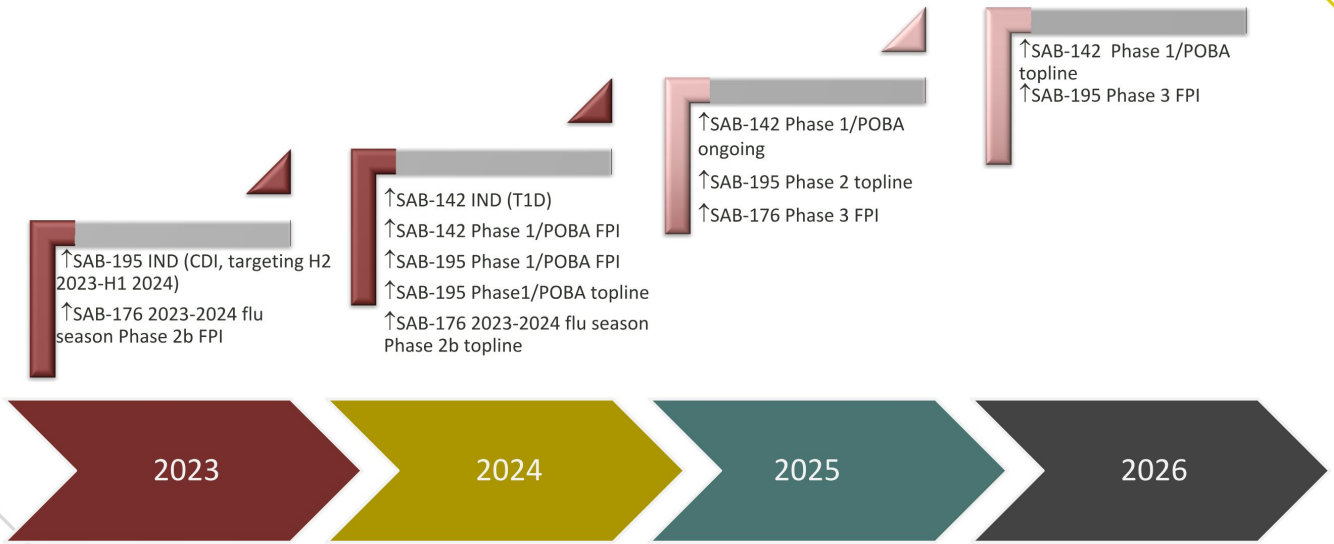 ↑SAB-195 IND (CDI, targeting H2
2023-H1 2024)
↑SAB-176 2023-2024 flu
season Phase 2b FPI
↑SAB-142 IND (T1D)
↑SAB-142 Phase 1/POBA FPI
↑SAB-195 Phase 1/POBA FPI
↑SAB-195 Phase1/POBA topline
↑SAB-176 2023-2024 flu season
Phase 2b topline
↑SAB-142 Phase 1/POBA
ongoing
↑SAB-195 Phase 2 topline
↑SAB-176 Phase 3 FPI
↑SAB-142 Phase 1/POBA
topline
↑SAB-195 Phase 3 FPI
2023
2024
2025
2026